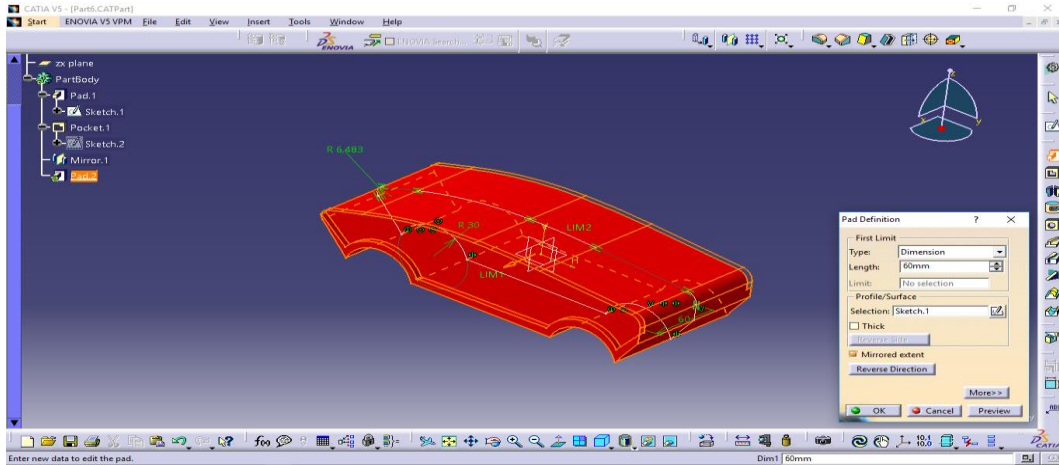 CATIA V5 - [Part6.CATPart]
Start ENOVIA V5 VPM File Edit View Insert Tools Window Help
ENOVIA ENOVIA Search...
zx plane
PartBody
Pad.1
Sketch.1
Pocket.1
Sketch.2
Mirror.1
Pad.2
R 6.483
R 30
LIM2
LIM1
H
60
z
x
y
Pad Definition ? ×
First Limit
Type: Dimension
Length: 60mm
Limit: No selection
Profile/Surface
Selection: Sketch.1
Thick
Reverse Side
Mirrored extent
Reverse Direction
More>>
OK Cancel Preview
f(x)
CATIA
Enter new data to edit the pad. Dim1 60mm